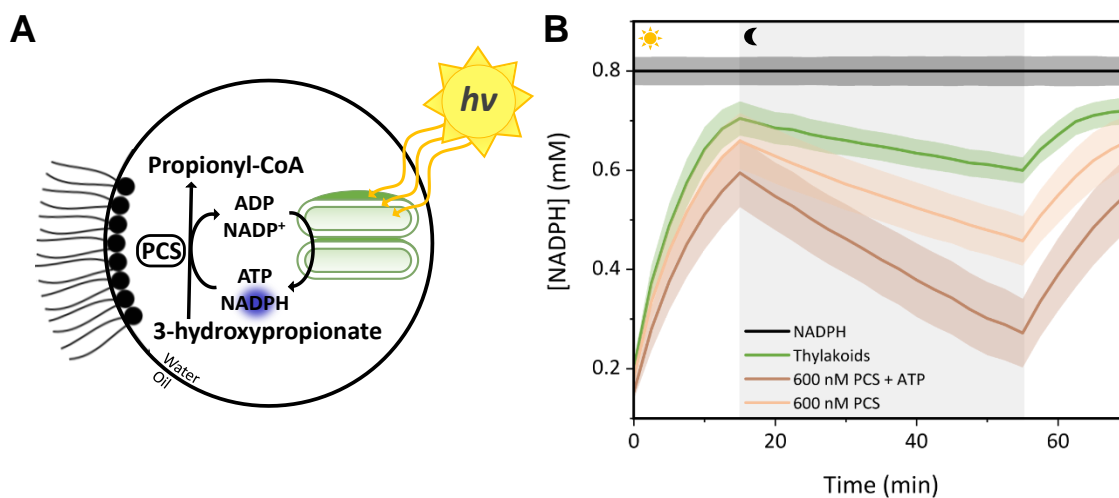 A
hν
Propionyl-CoA
ADP
NADP⁺
PCS
ATP
NADPH
3-hydroxypropionate
Water
Oil
B
[NADPH] (mM)
0.8
0.6
0.4
0.2
NADPH
Thylakoids
600 nM PCS + ATP
600 nM PCS
0
20
40
60
Time (min)